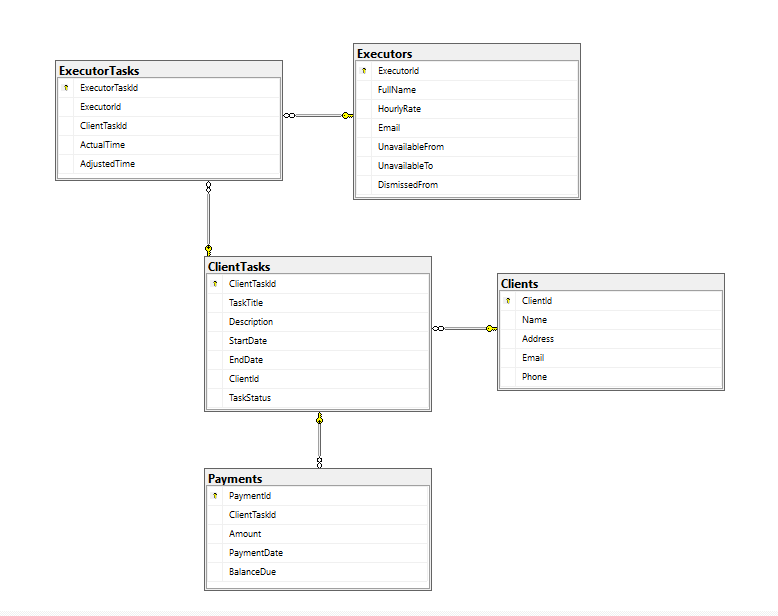 ExecutorTasks
ExecutorTaskId
ExecutorId
ClientTaskId
ActualTime
AdjustedTime
Executors
ExecutorId
FullName
HourlyRate
Email
UnavailableFrom
UnavailableTo
DismissedFrom
ClientTasks
ClientTaskId
TaskTitle
Description
StartDate
EndDate
ClientId
TaskStatus
Clients
ClientId
Name
Address
Email
Phone
Payments
PaymentId
ClientTaskId
Amount
PaymentDate
BalanceDue